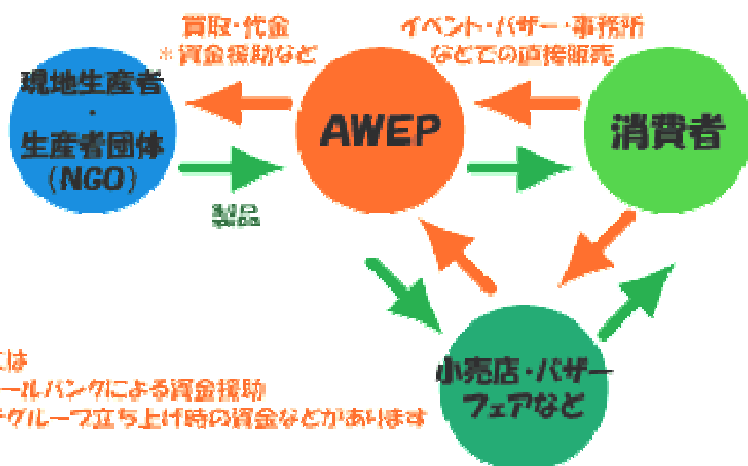 買取・代金
＊資金援助など
イベント・バザー・事務所
などでの直接販売
現地生産者
・
生産者団体
(NGO)
AWEP
消費者
製品
小売店・バザー
フェアなど
には
ールバンクによる資金援助
グループ立ち上げ時の資金などがあります